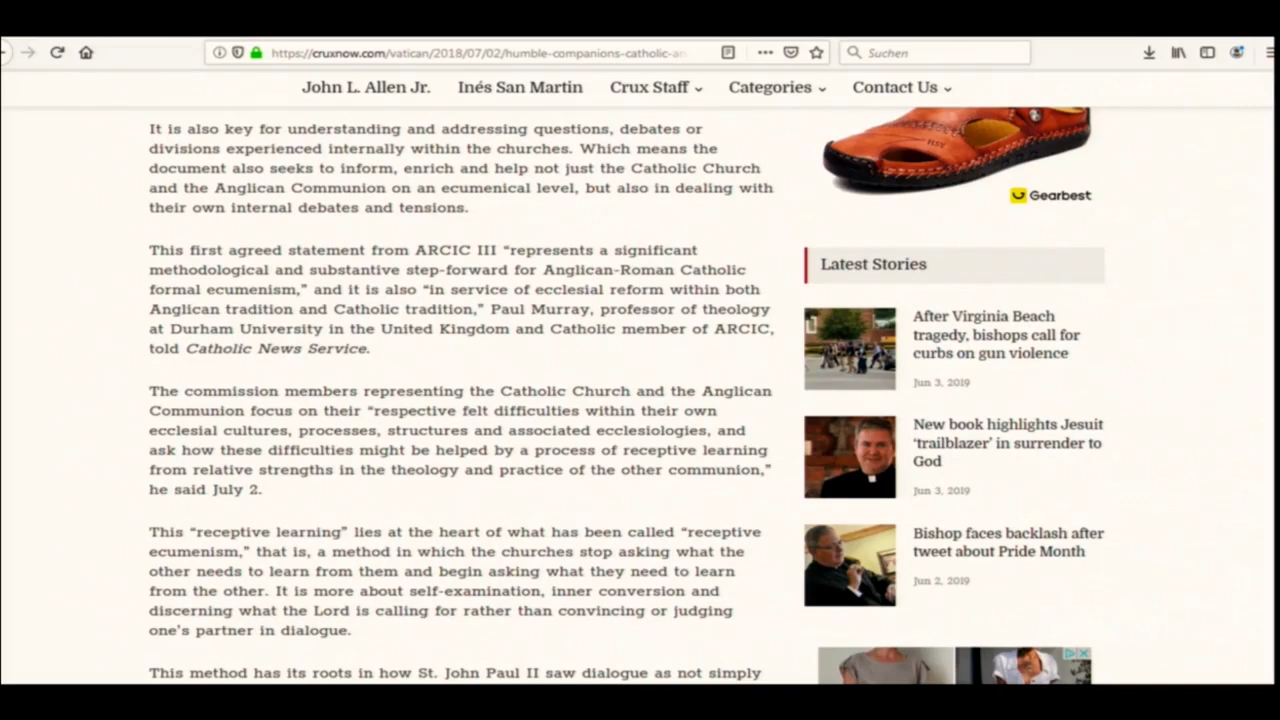 https://cruxnow.com/vatican/2018/07/02/humble-companions-catholic-an
Suchen
John L. Allen Jr.
Inés San Martin
Crux Staff
Categories
Contact Us
It is also key for understanding and addressing questions, debates or
divisions experienced internally within the churches. Which means the
document also seeks to inform, enrich and help not just the Catholic Church
and the Anglican Communion on an ecumenical level, but also in dealing with
their own internal debates and tensions.
This first agreed statement from ARCIC III “represents a significant
methodological and substantive step-forward for Anglican-Roman Catholic
formal ecumenism,” and it is also “in service of ecclesial reform within both
Anglican tradition and Catholic tradition,” Paul Murray, professor of theology
at Durham University in the United Kingdom and Catholic member of ARCIC,
told Catholic News Service.
The commission members representing the Catholic Church and the Anglican
Communion focus on their “respective felt difficulties within their own
ecclesial cultures, processes, structures and associated ecclesiologies, and
ask how these difficulties might be helped by a process of receptive learning
from relative strengths in the theology and practice of the other communion,”
he said July 2.
This “receptive learning” lies at the heart of what has been called “receptive
ecumenism,” that is, a method in which the churches stop asking what the
other needs to learn from them and begin asking what they need to learn
from the other. It is more about self-examination, inner conversion and
discerning what the Lord is calling for rather than convincing or judging
one’s partner in dialogue.
This method has its roots in how St. John Paul II saw dialogue as not simply
HSY
Gearbest
Latest Stories
After Virginia Beach
tragedy, bishops call for
curbs on gun violence
Jun 3, 2019
New book highlights Jesuit
‘trailblazer’ in surrender to
God
Jun 3, 2019
Bishop faces backlash after
tweet about Pride Month
Jun 2, 2019